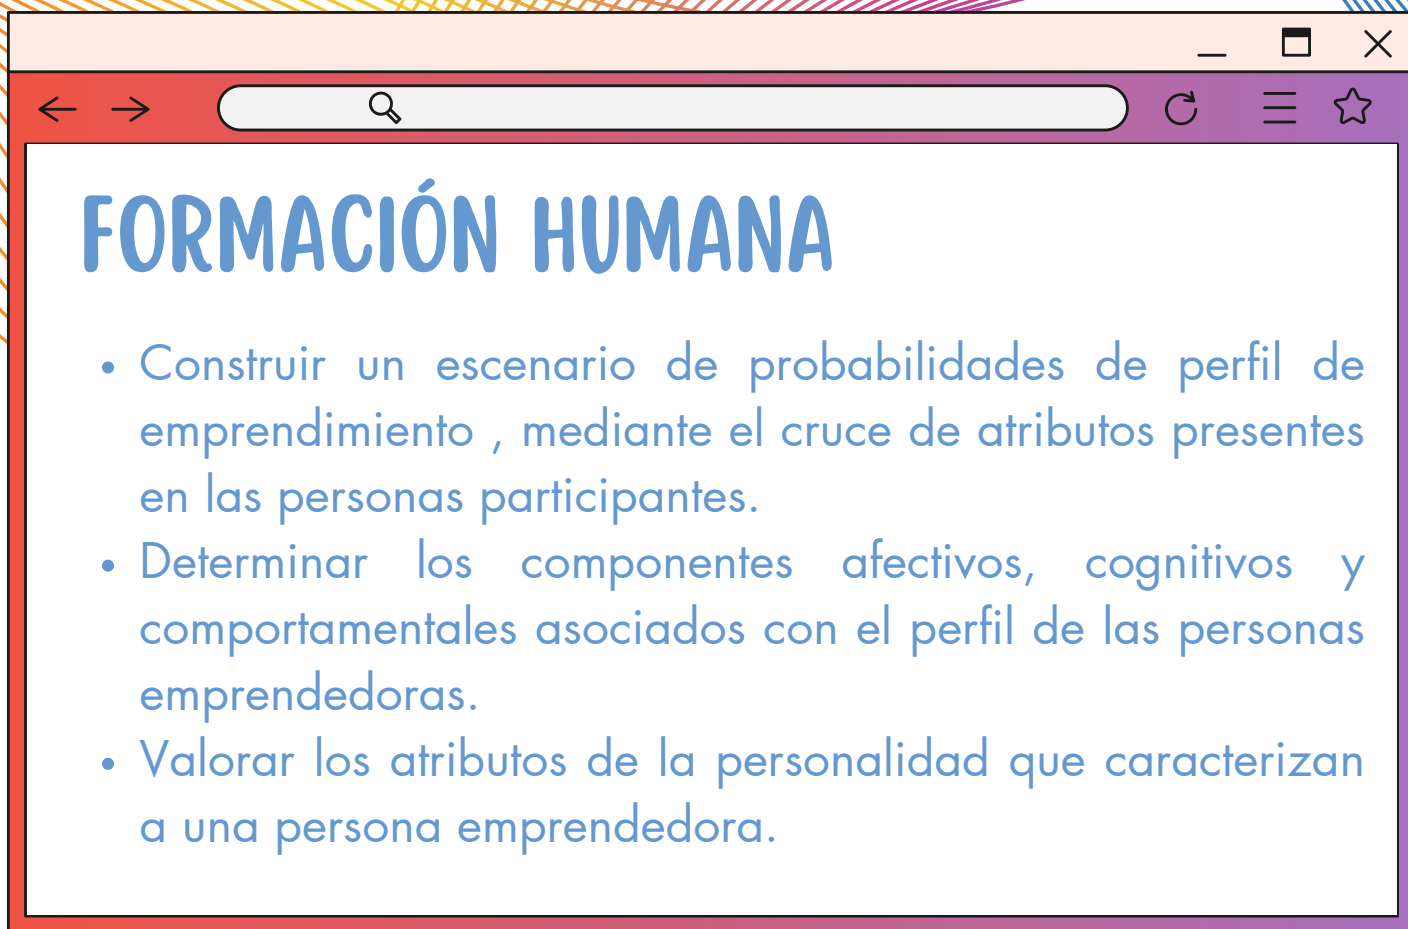 FORMACIÓN HUMANA
• Construir un escenario de probabilidades de perfil de
emprendimiento , mediante el cruce de atributos presentes
en las personas participantes.
• Determinar los componentes afectivos, cognitivos y
comportamentales asociados con el perfil de las personas
emprendedoras.
• Valorar los atributos de la personalidad que caracterizan
a una persona emprendedora.